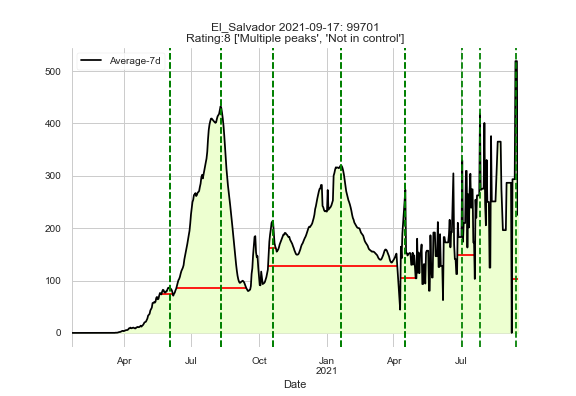 El_Salvador 2021-09-17: 99701
Rating:8 ['Multiple peaks', 'Not in control']
Average-7d
500
400
300
200
100
0
Apr Jul Oct Jan Apr Jul
2021
Date